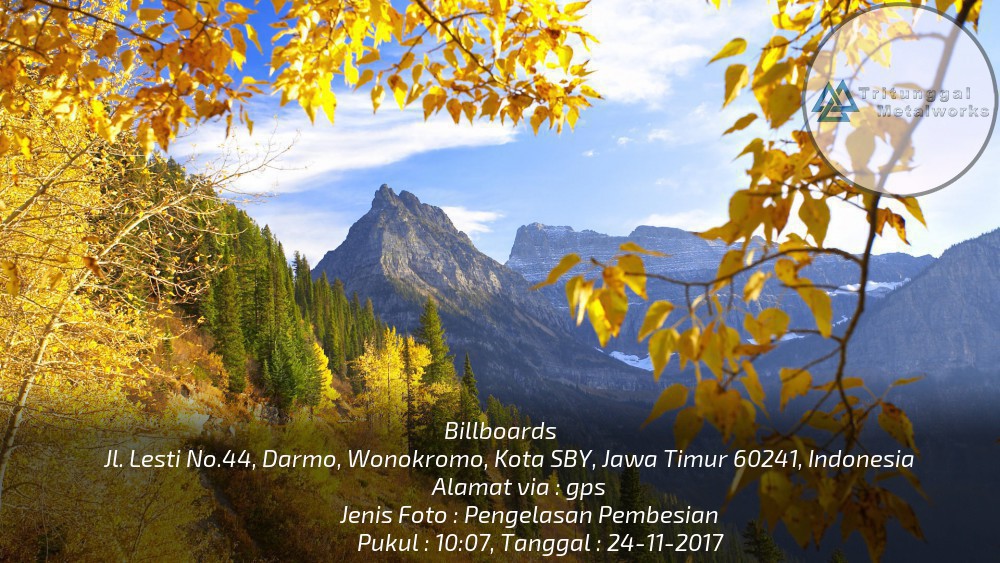 Tritunggal
Metalworks
Billboards
Jl. Lesti No.44, Darmo, Wonokromo, Kota SBY, Jawa Timur 60241, Indonesia
Alamat via : gps
Jenis Foto : Pengelasan Pembesian
Pukul : 10:07, Tanggal : 24-11-2017